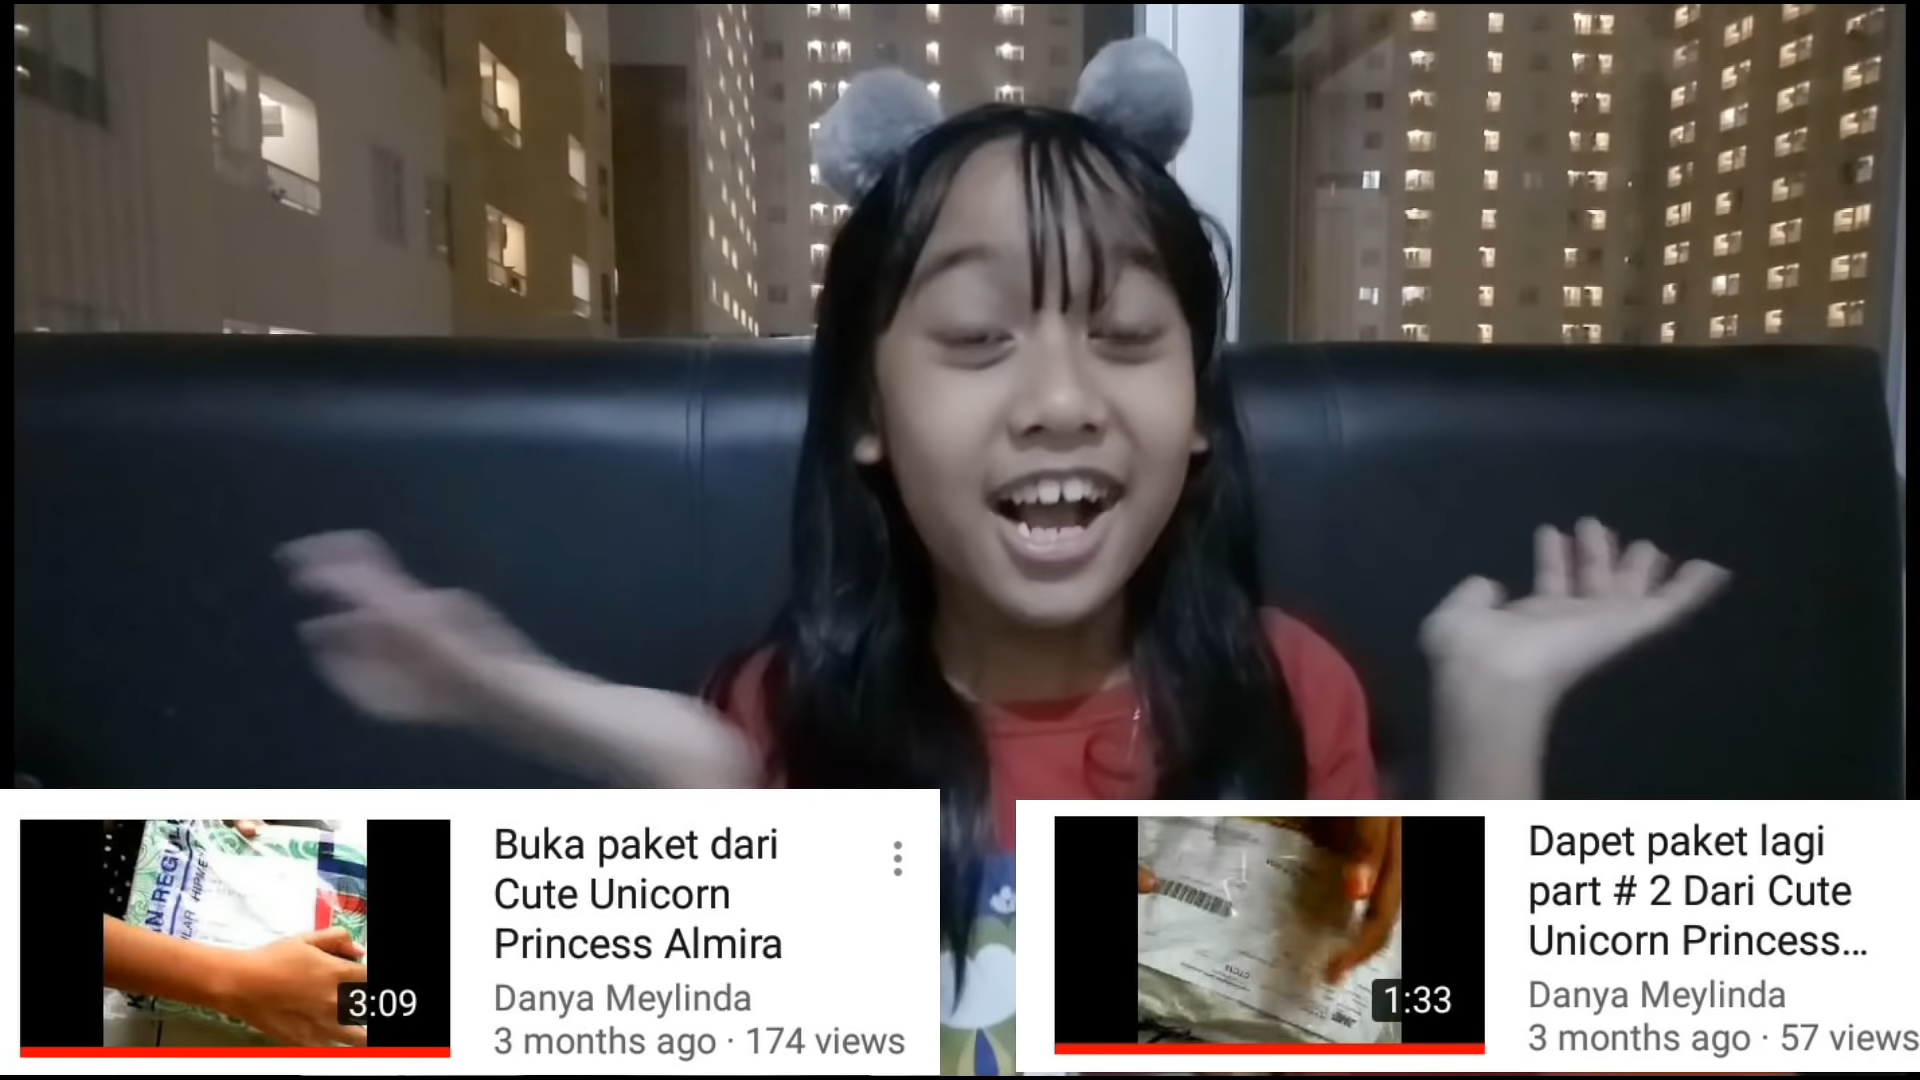 Buka paket dari
Cute Unicorn
Princess Almira
Danya Meylinda
3 months ago · 174 views
3:09
Dapet paket lagi
part # 2 Dari Cute
Unicorn Princess...
Danya Meylinda
3 months ago · 57 views
1:33